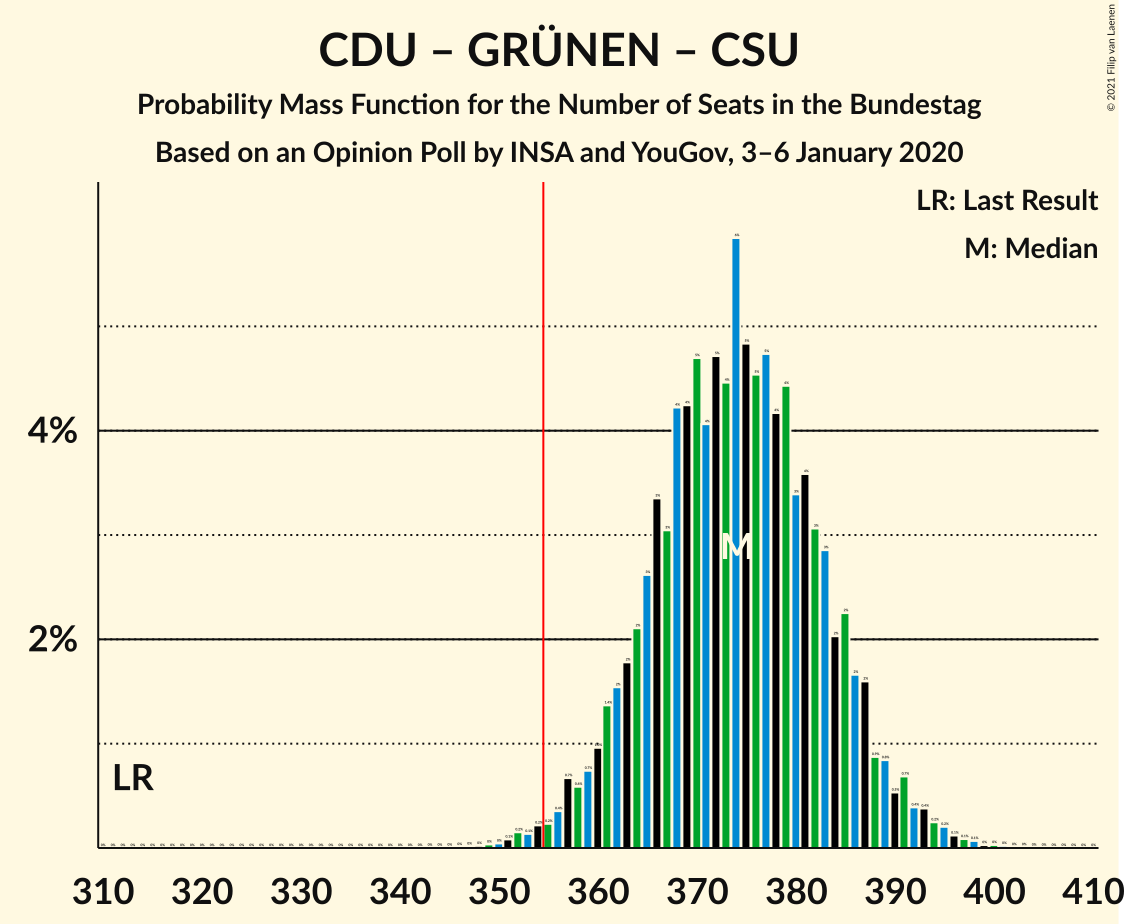 CDU – GRÜNEN – CSU
Probability Mass Function for the Number of Seats in the Bundestag
Based on an Opinion Poll by INSA and YouGov, 3–6 January 2020
© 2021 Filip van Laenen
LR: Last Result
M: Median
4%
2%
LR
M
310 320 330 340 350 360 370 380 390 400 410